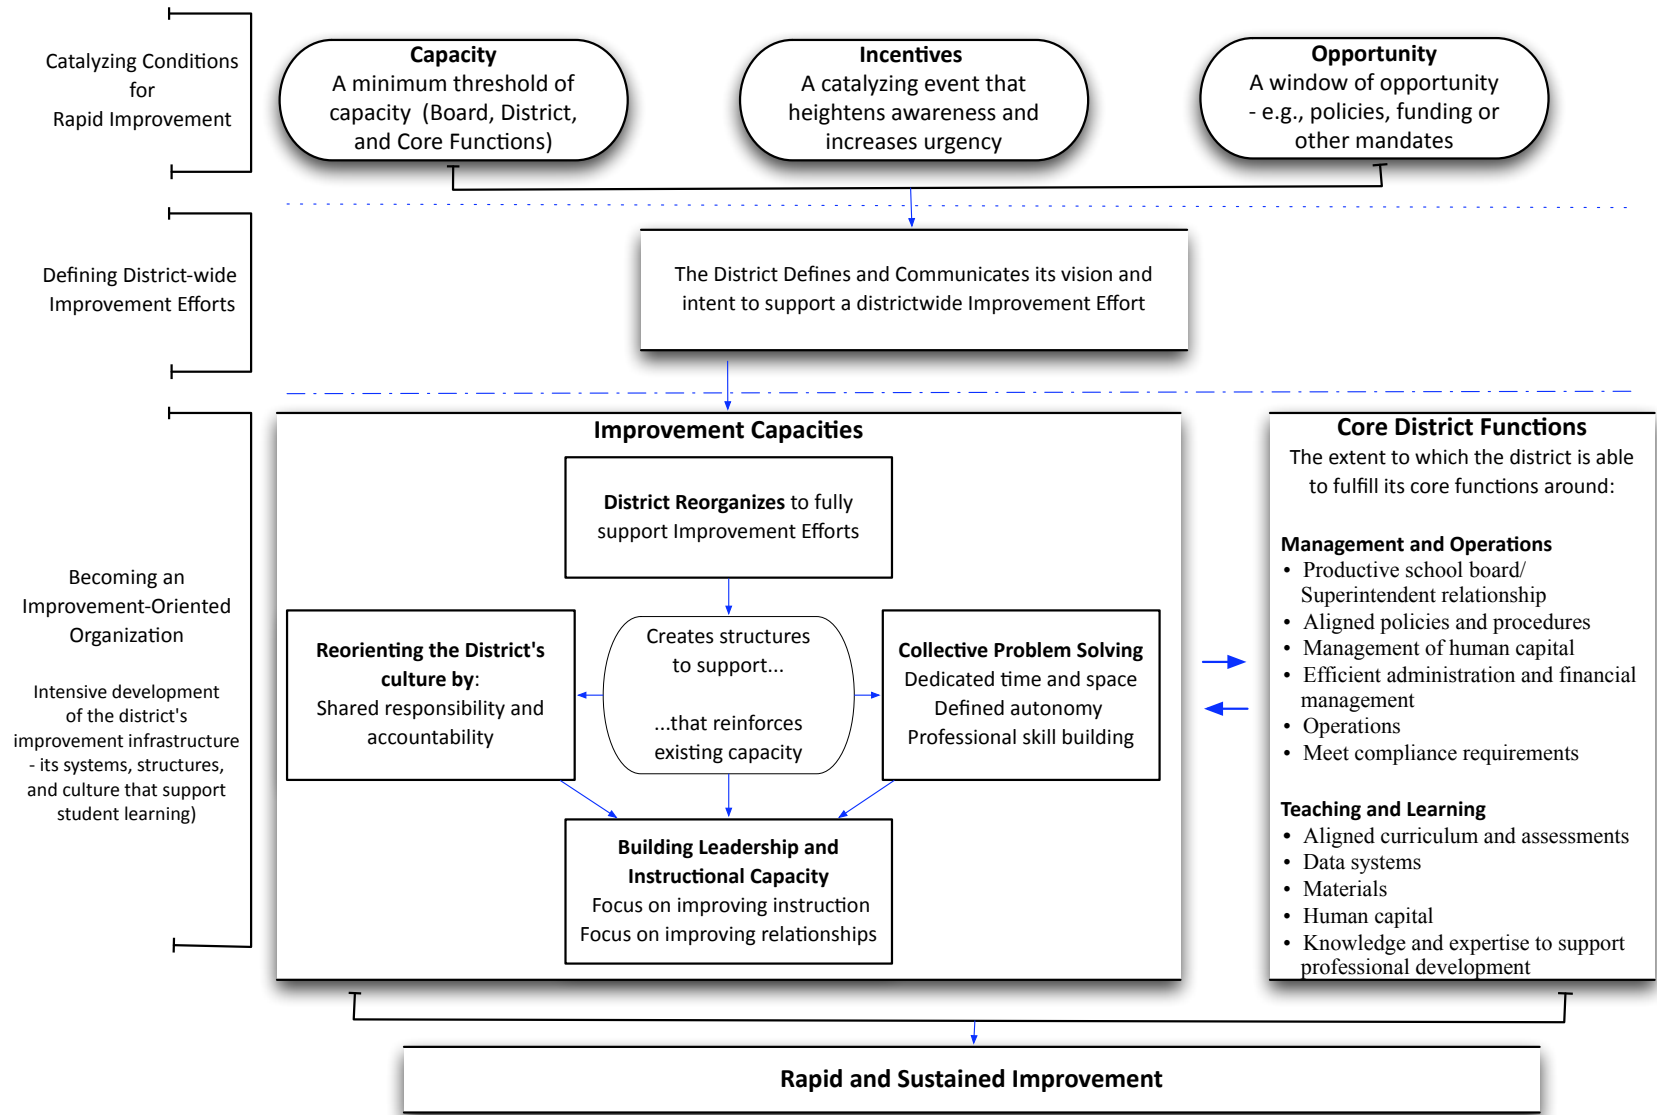 Catalyzing Conditions
for
Rapid Improvement
Capacity
A minimum threshold of
capacity (Board, District,
and Core Functions)
Incentives
A catalyzing event that
heightens awareness and
increases urgency
Opportunity
A window of opportunity
- e.g., policies, funding or
other mandates
Defining District-wide
Improvement Efforts
The District Defines and Communicates its vision and
intent to support a districtwide Improvement Effort
Becoming an
Improvement-Oriented
Organization
Intensive development
of the district's
improvement infrastructure
- its systems, structures,
and culture that support
student learning)
Improvement Capacities
District Reorganizes to fully
support Improvement Efforts
Reorienting the District's
culture by:
Shared responsibility and
accountability
Creates structures
to support...
...that reinforces
existing capacity
Collective Problem Solving
Dedicated time and space
Defined autonomy
Professional skill building
Building Leadership and
Instructional Capacity
Focus on improving instruction
Focus on improving relationships
Core District Functions
The extent to which the district is able
to fulfill its core functions around:
Management and Operations
• Productive school board/
Superintendent relationship
• Aligned policies and procedures
• Management of human capital
• Efficient administration and financial
management
• Operations
• Meet compliance requirements
Teaching and Learning
• Aligned curriculum and assessments
• Data systems
• Materials
• Human capital
• Knowledge and expertise to support
professional development
Rapid and Sustained Improvement